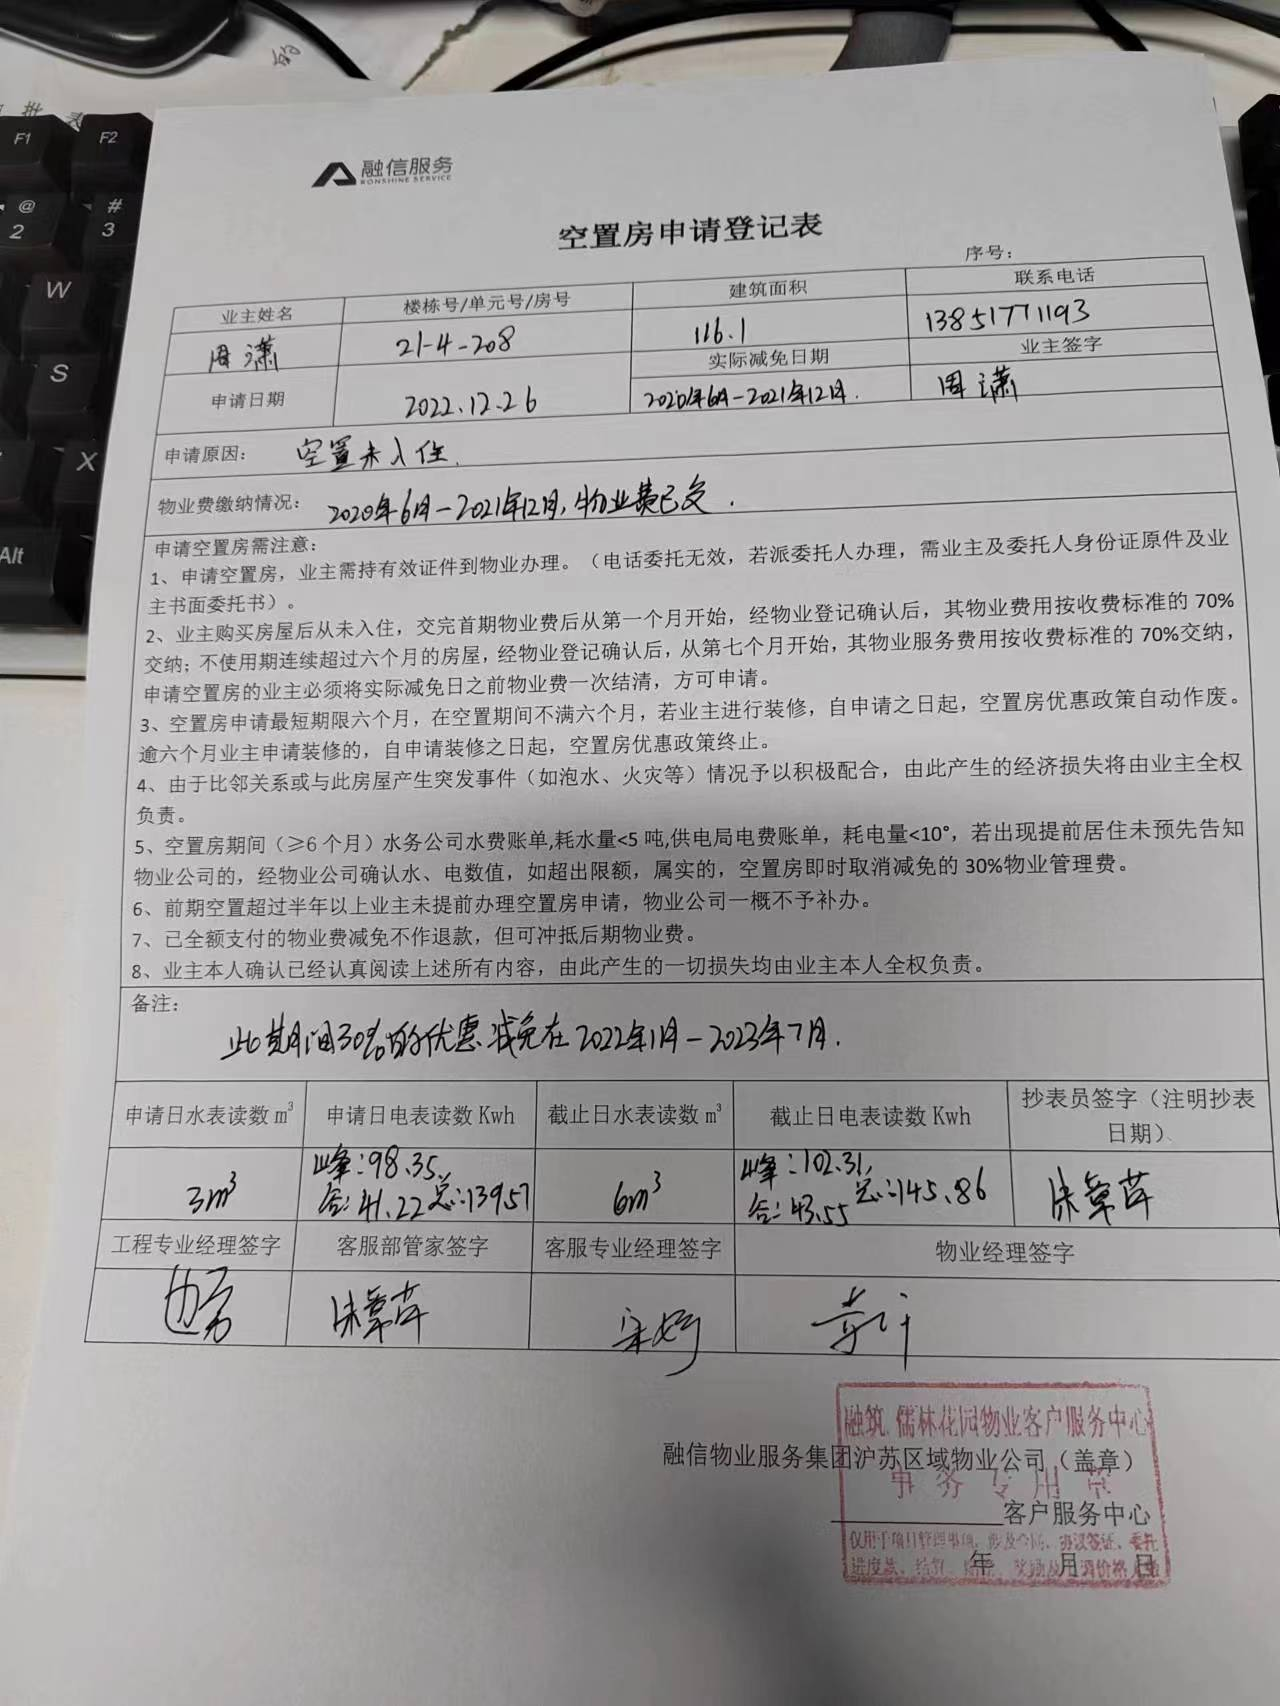 的
批 表
F1
F2
@
2
#
3
W
S
X
Alt
融信服务
RONSHINE SERVICE
空置房申请登记表
序号：
业主姓名 楼栋号/单元号/房号 建筑面积 联系电话
周潇 21-4-208 116.1 13851771193
申请日期 2022.12.26 实际减免日期 业主签字
2020年6月-2021年12月. 周潇
申请原因： 空置未入住.
物业费缴纳情况： 2020年6月-2021年12月,物业费已交.
申请空置房需注意：
1、申请空置房，业主需持有效证件到物业办理。（电话委托无效，若派委托人办理，需业主及委托人身份证原件及业
主书面委托书）。
2、业主购买房屋后从未入住，交完首期物业费后从第一个月开始，经物业登记确认后，其物业费用按收费标准的 70%
交纳；不使用期连续超过六个月的房屋，经物业登记确认后，从第七个月开始，其物业服务费用按收费标准的 70%交纳，
申请空置房的业主必须将实际减免日之前物业费一次结清，方可申请。
3、空置房申请最短期限六个月，在空置期间不满六个月，若业主进行装修，自申请之日起，空置房优惠政策自动作废。
逾六个月业主申请装修的，自申请装修之日起，空置房优惠政策终止。
4、由于比邻关系或与此房屋产生突发事件（如泡水、火灾等）情况予以积极配合，由此产生的经济损失将由业主全权
负责。
5、空置房期间（≥6 个月）水务公司水费账单,耗水量<5 吨,供电局电费账单，耗电量<10°，若出现提前居住未预先告知
物业公司的，经物业公司确认水、电数值，如超出限额，属实的，空置房即时取消减免的 30%物业管理费。
6、前期空置超过半年以上业主未提前办理空置房申请，物业公司一概不予补办。
7、已全额支付的物业费减免不作退款，但可冲抵后期物业费。
8、业主本人确认已经认真阅读上述所有内容，由此产生的一切损失均由业主本人全权负责。
备注：
此期间30%的优惠减免在2022年1月-2023年7月.
申请日水表读数 m³ 申请日电表读数 Kwh 截止日水表读数 m³ 截止日电表读数 Kwh 抄表员签字（注明抄表
日期）
3m³ 峰:98.35, 6m³ 峰:102.31,
谷:41.22 总:139.57 谷:43.55 总:145.86
工程专业经理签字 客服部管家签字 客服专业经理签字 物业经理签字
融筑.儒林花园物业客户服务中心
融信物业服务集团沪苏区域物业公司（盖章）
事务专用章
客户服务中心
年 月 日